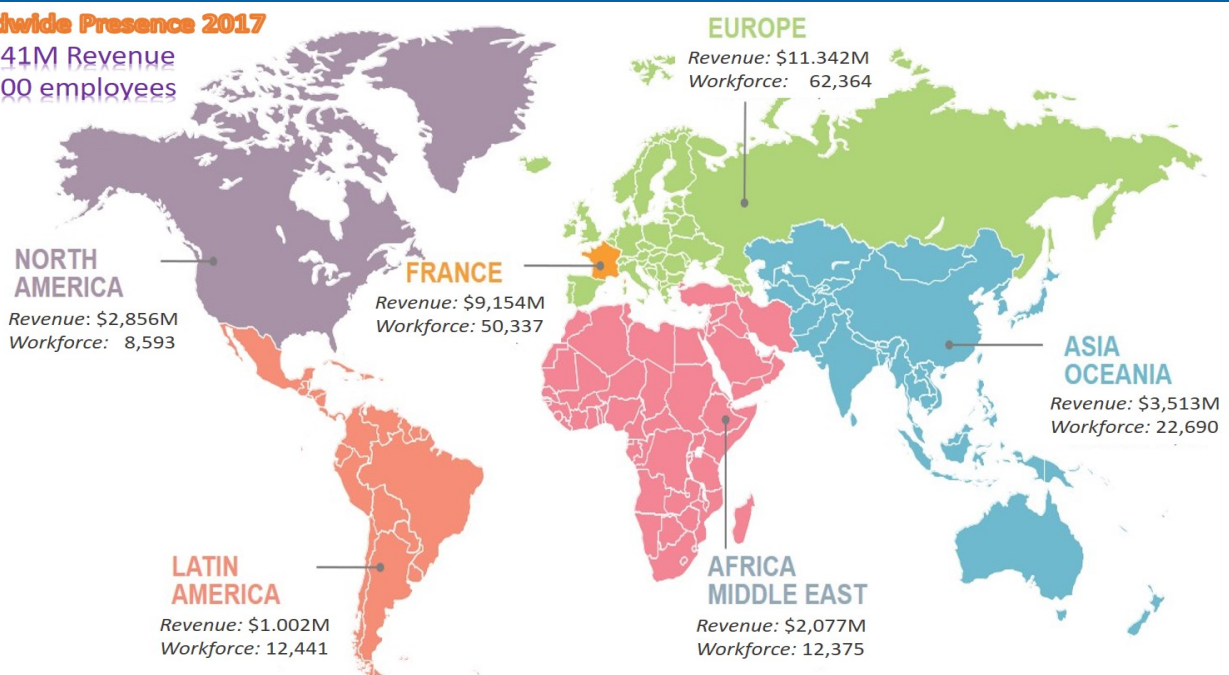 dwide Presence 2017
41M Revenue
00 employees
EUROPE
Revenue: $11.342M
Workforce: 62,364
NORTH
AMERICA
Revenue: $2,856M
Workforce: 8,593
FRANCE
Revenue: $9,154M
Workforce: 50,337
ASIA
OCEANIA
Revenue: $3,513M
Workforce: 22,690
LATIN
AMERICA
Revenue: $1.002M
Workforce: 12,441
AFRICA
MIDDLE EAST
Revenue: $2,077M
Workforce: 12,375